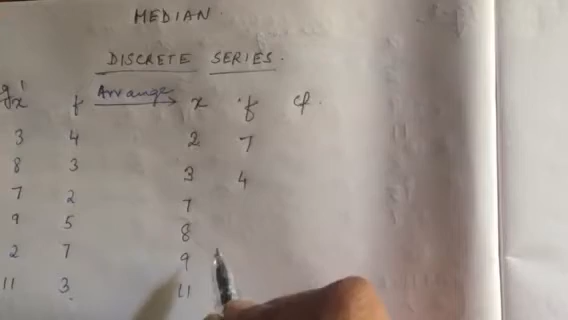 MEDIAN.
DISCRETE SERIES.
x f Arrange x f cf.
3 4 2 7
8 3 3 4
7 2 7
9 5 8
2 7 9
11 3 11